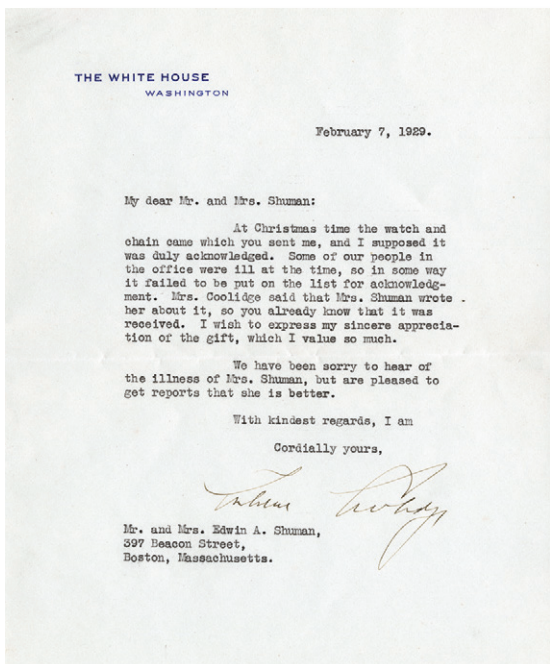 THE WHITE HOUSE
WASHINGTON
February 7, 1929.
My dear Mr. and Mrs. Shuman:
At Christmas time the watch and
chain came which you sent me, and I supposed it
was duly acknowledged. Some of our people in
the office were ill at the time, so in some way
it failed to be put on the list for acknowledg-
ment. Mrs. Coolidge said that Mrs. Shuman wrote
her about it, so you already know that it was
received. I wish to express my sincere apprecia-
tion of the gift, which I value so much.
We have been sorry to hear of
the illness of Mrs. Shuman, but are pleased to
get reports that she is better.
With kindest regards, I am
Cordially yours,
Calvin Coolidge
Mr. and Mrs. Edwin A. Shuman,
397 Beacon Street,
Boston, Massachusetts.